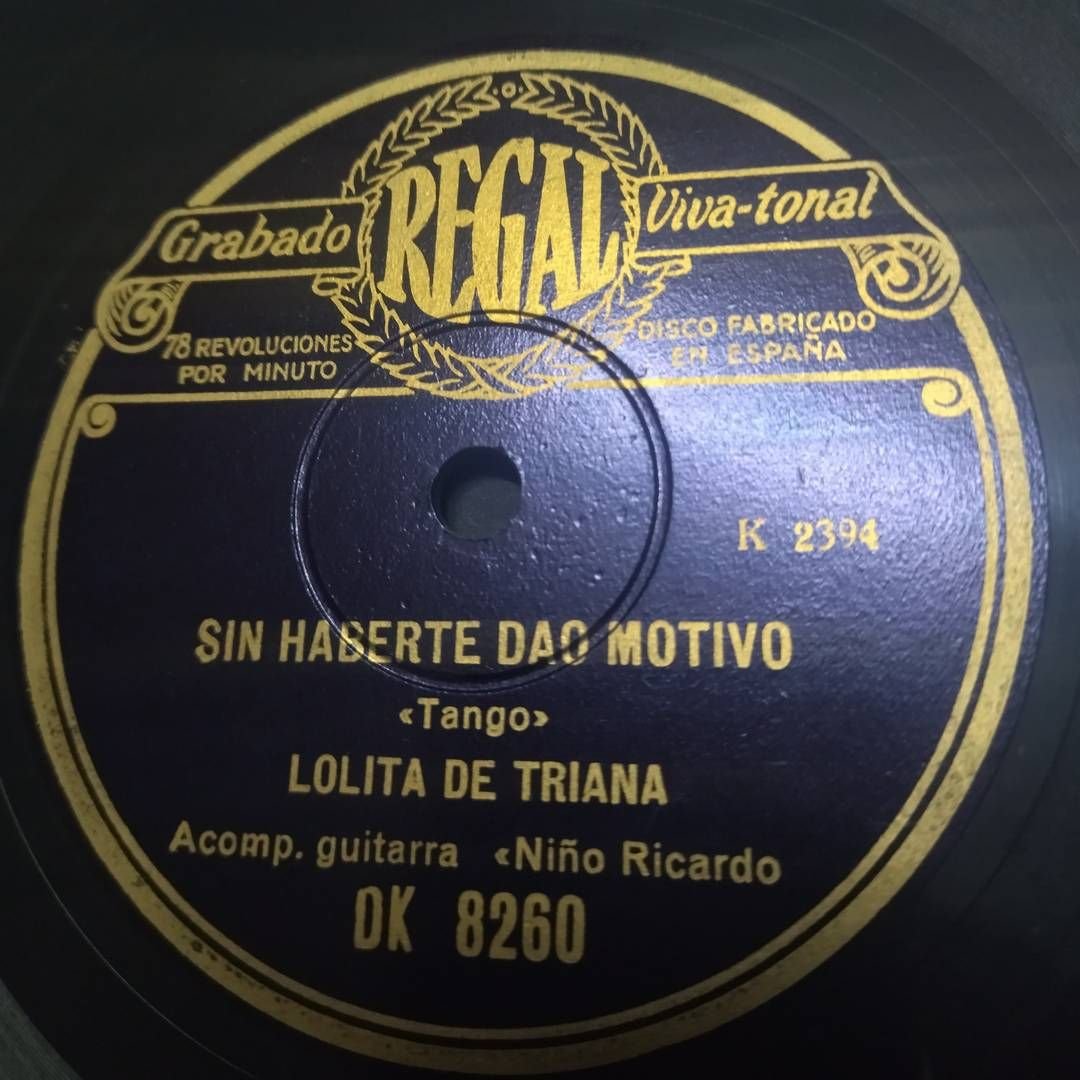 REGAL
Grabado Viva-tonal
78 REVOLUCIONES
POR MINUTO
DISCO FABRICADO
EN ESPAÑA
K 2394
SIN HABERTE DAO MOTIVO
«Tango»
LOLITA DE TRIANA
Acomp. guitarra «Niño Ricardo
DK 8260